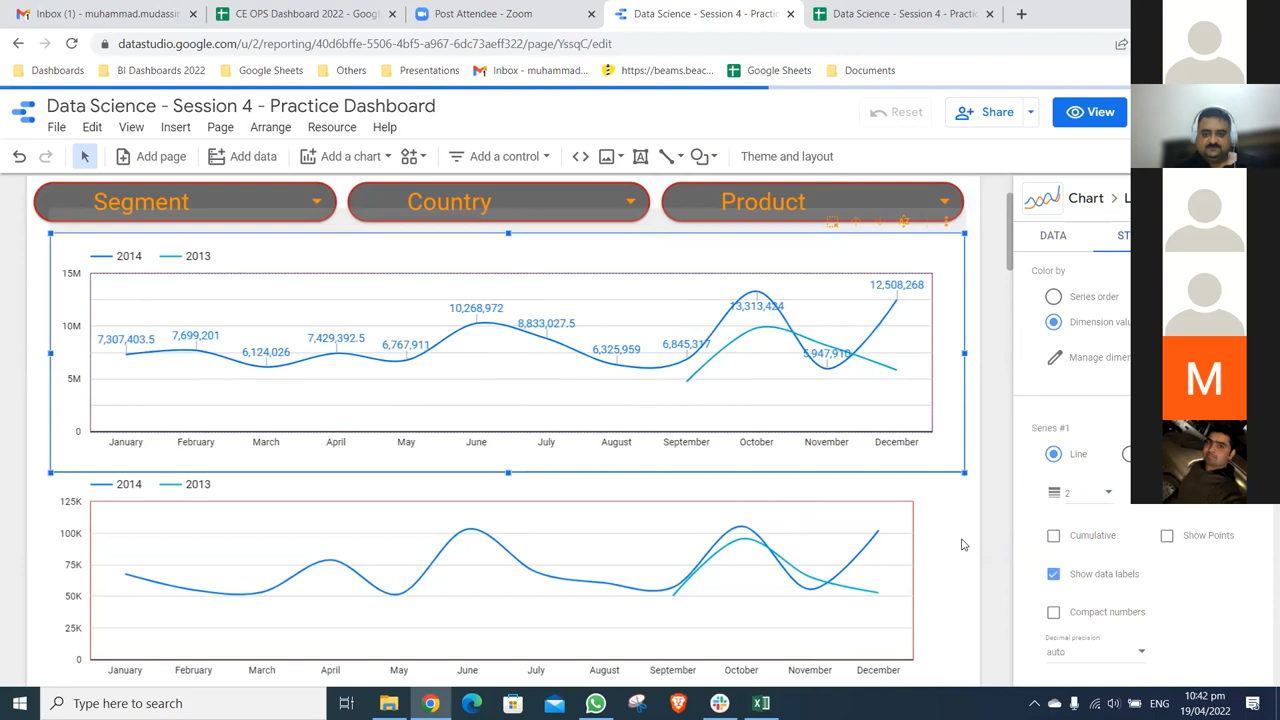 Inbox (1) - muhammad.mudassir
CE OPS Dashboard 2022 - muham
Post Attendee - Zoom
Data Science - Session 4 - Practi
Data Science - Session 4 - Practic
datastudio.google.com/u/2/reporting/40d6bffe-5506-4bf5-a967-6dc73aeff322/page/YssqC/edit
Dashboards
BI Dashboards 2022
Google Sheets
Others
Presentations
Inbox - muhammad...
https://beams.beac...
Google Sheets
Documents
Data Science - Session 4 - Practice Dashboard
Reset
Share
View
File Edit View Insert Page Arrange Resource Help
Add page
Add data
Add a chart
Add a control
Theme and layout
Segment
Country
Product
Chart > L
DATA
ST
Color by
Series order
Dimension valu
Manage dimer
Series #1
Line
2
Cumulative
Show Points
Show data labels
Compact numbers
Decimal precision
auto
2014 2013
15M
10M
5M
0
7,307,403.5
7,699,201
6,124,026
7,429,392.5
6,767,911
10,268,972
8,833,027.5
6,325,959
6,845,317
13,313,424
5,947,910
12,508,268
January February March April May June July August September October November December
2014 2013
125K
100K
75K
50K
25K
0
January February March April May June July August September October November December
M
Type here to search
ENG
10:42 pm
19/04/2022